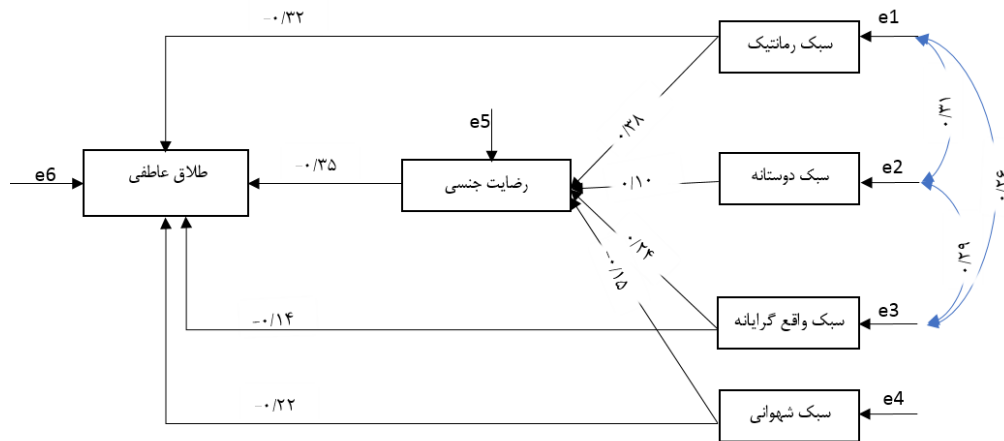 −۰/۳۲
e1
سبک رمانتیک
۰/۳۱
۰/۳۸
e5
e6
طلاق عاطفی
−۰/۳۵
رضایت جنسی
۰/۱۰
سبک دوستانه
e2
۰/۲۶
۰/۲۴
۰/۲۹
−۰/۱۵
−۰/۱۴
سبک واقع گرایانه
e3
−۰/۲۲
سبک شهوانی
e4